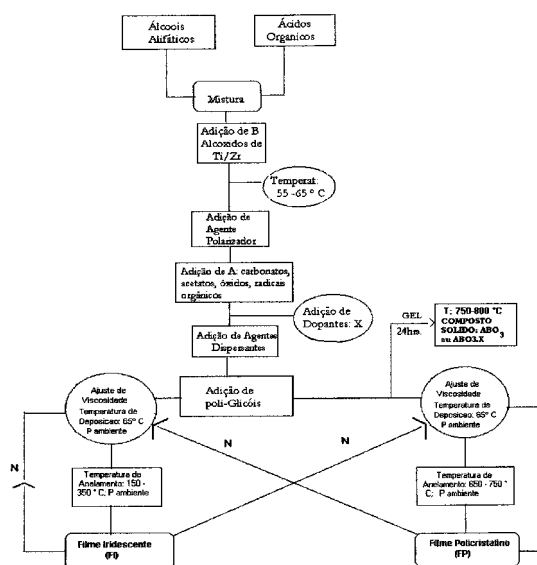 Álcoois
Alifáticos
Ácidos
Organicos
Mistura
Adição de B
Alcoxidos de
Ti/Zr
Temperat:
55 -65 ° C
Adição de
Agente
Polarizador
Adição de A: carbonatos,
acetatos, óxidos, radicais
orgânicos
Adição de
Dopantes: X
Adição de Agentes
Dispersantes
GEL
24hs.
T: 750-800 °C
COMPOSTO
SOLIDO: ABO3
ou ABO3.X
Adição de
poli-Glicóis
Ajuste de
Viscosidade
Temperatura de
Deposicao: 65° C
P ambiente
Ajuste de
Viscosidade
Temperatura de
Deposicao: 65° C
P ambiente
N
N
N
Temperatura de
Anelamento: 150 -
350 ° C; P ambiente
Temperatura de
Anelamento: 650 - 750 °
C; P ambiente
Filme Iridescente
(FI)
Filme Policristalino
(FP)